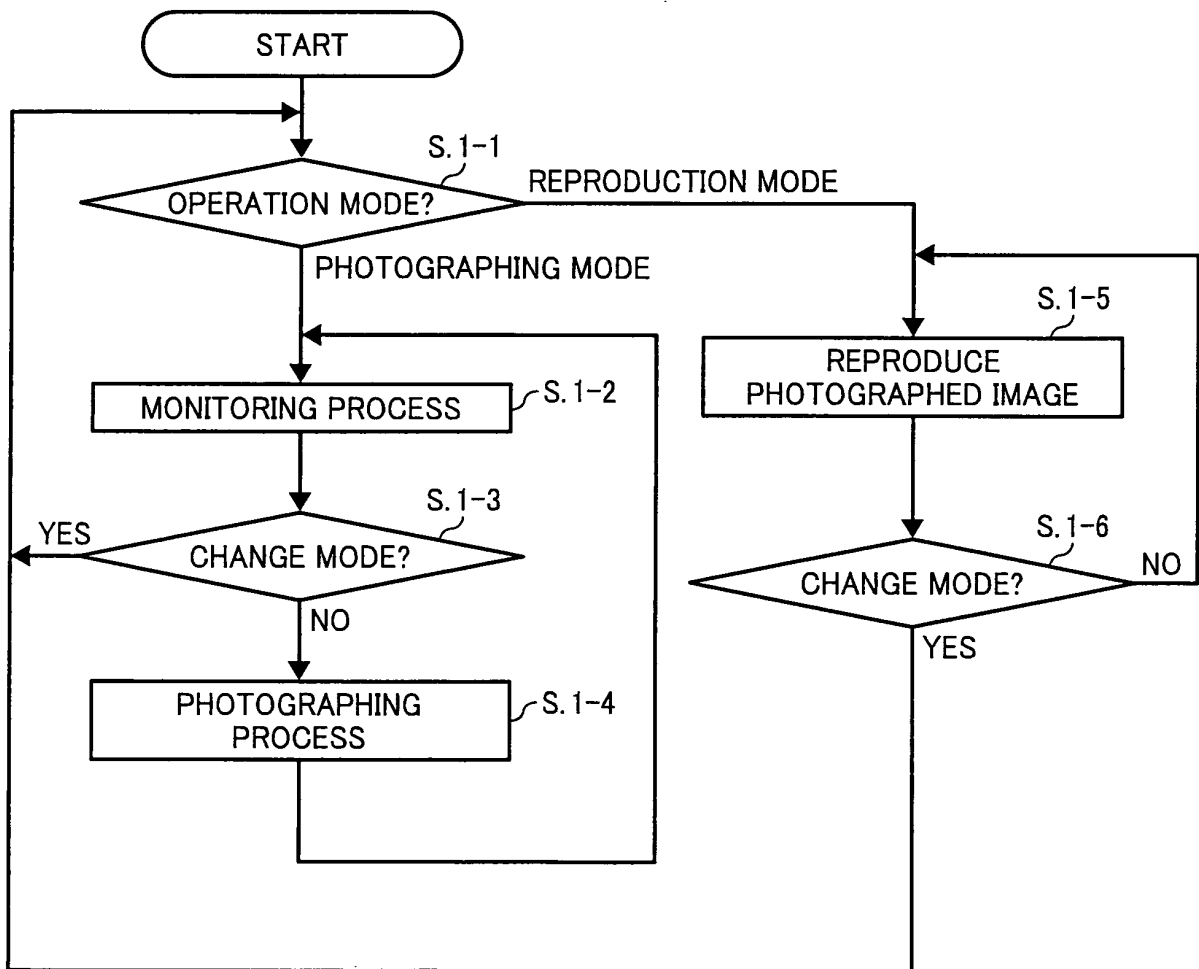 START
S.1-1
OPERATION MODE?
REPRODUCTION MODE
PHOTOGRAPHING MODE
S.1-5
REPRODUCE
PHOTOGRAPHED IMAGE
MONITORING PROCESS
S.1-2
S.1-3
YES
CHANGE MODE?
NO
S.1-6
CHANGE MODE?
NO
YES
PHOTOGRAPHING
PROCESS
S.1-4